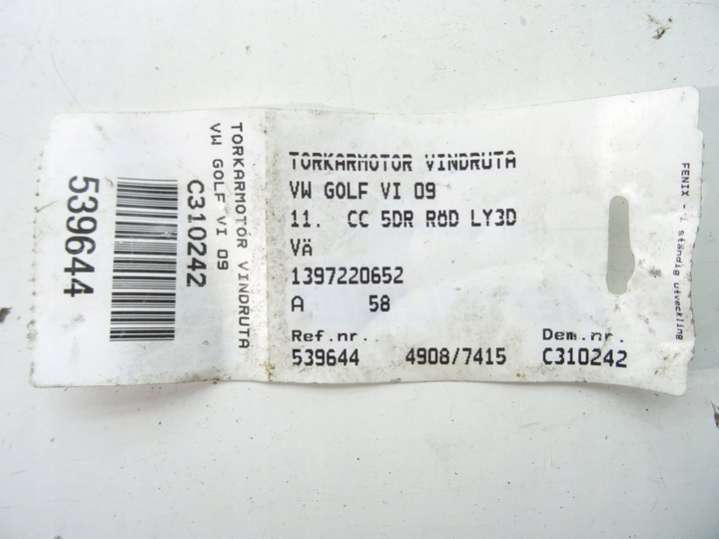 TORKARMOTOR VINDRUTA
VW GOLF VI 09
C310242
539644
TORKARMOTOR VINDRUTA
VW GOLF VI 09
11. CC 5DR RÖD LY3D
VÄ
1397220652
A 58
Ref.nr. Dem.nr.
539644 4908/7415 C310242
FENIX - i ständig utveckling